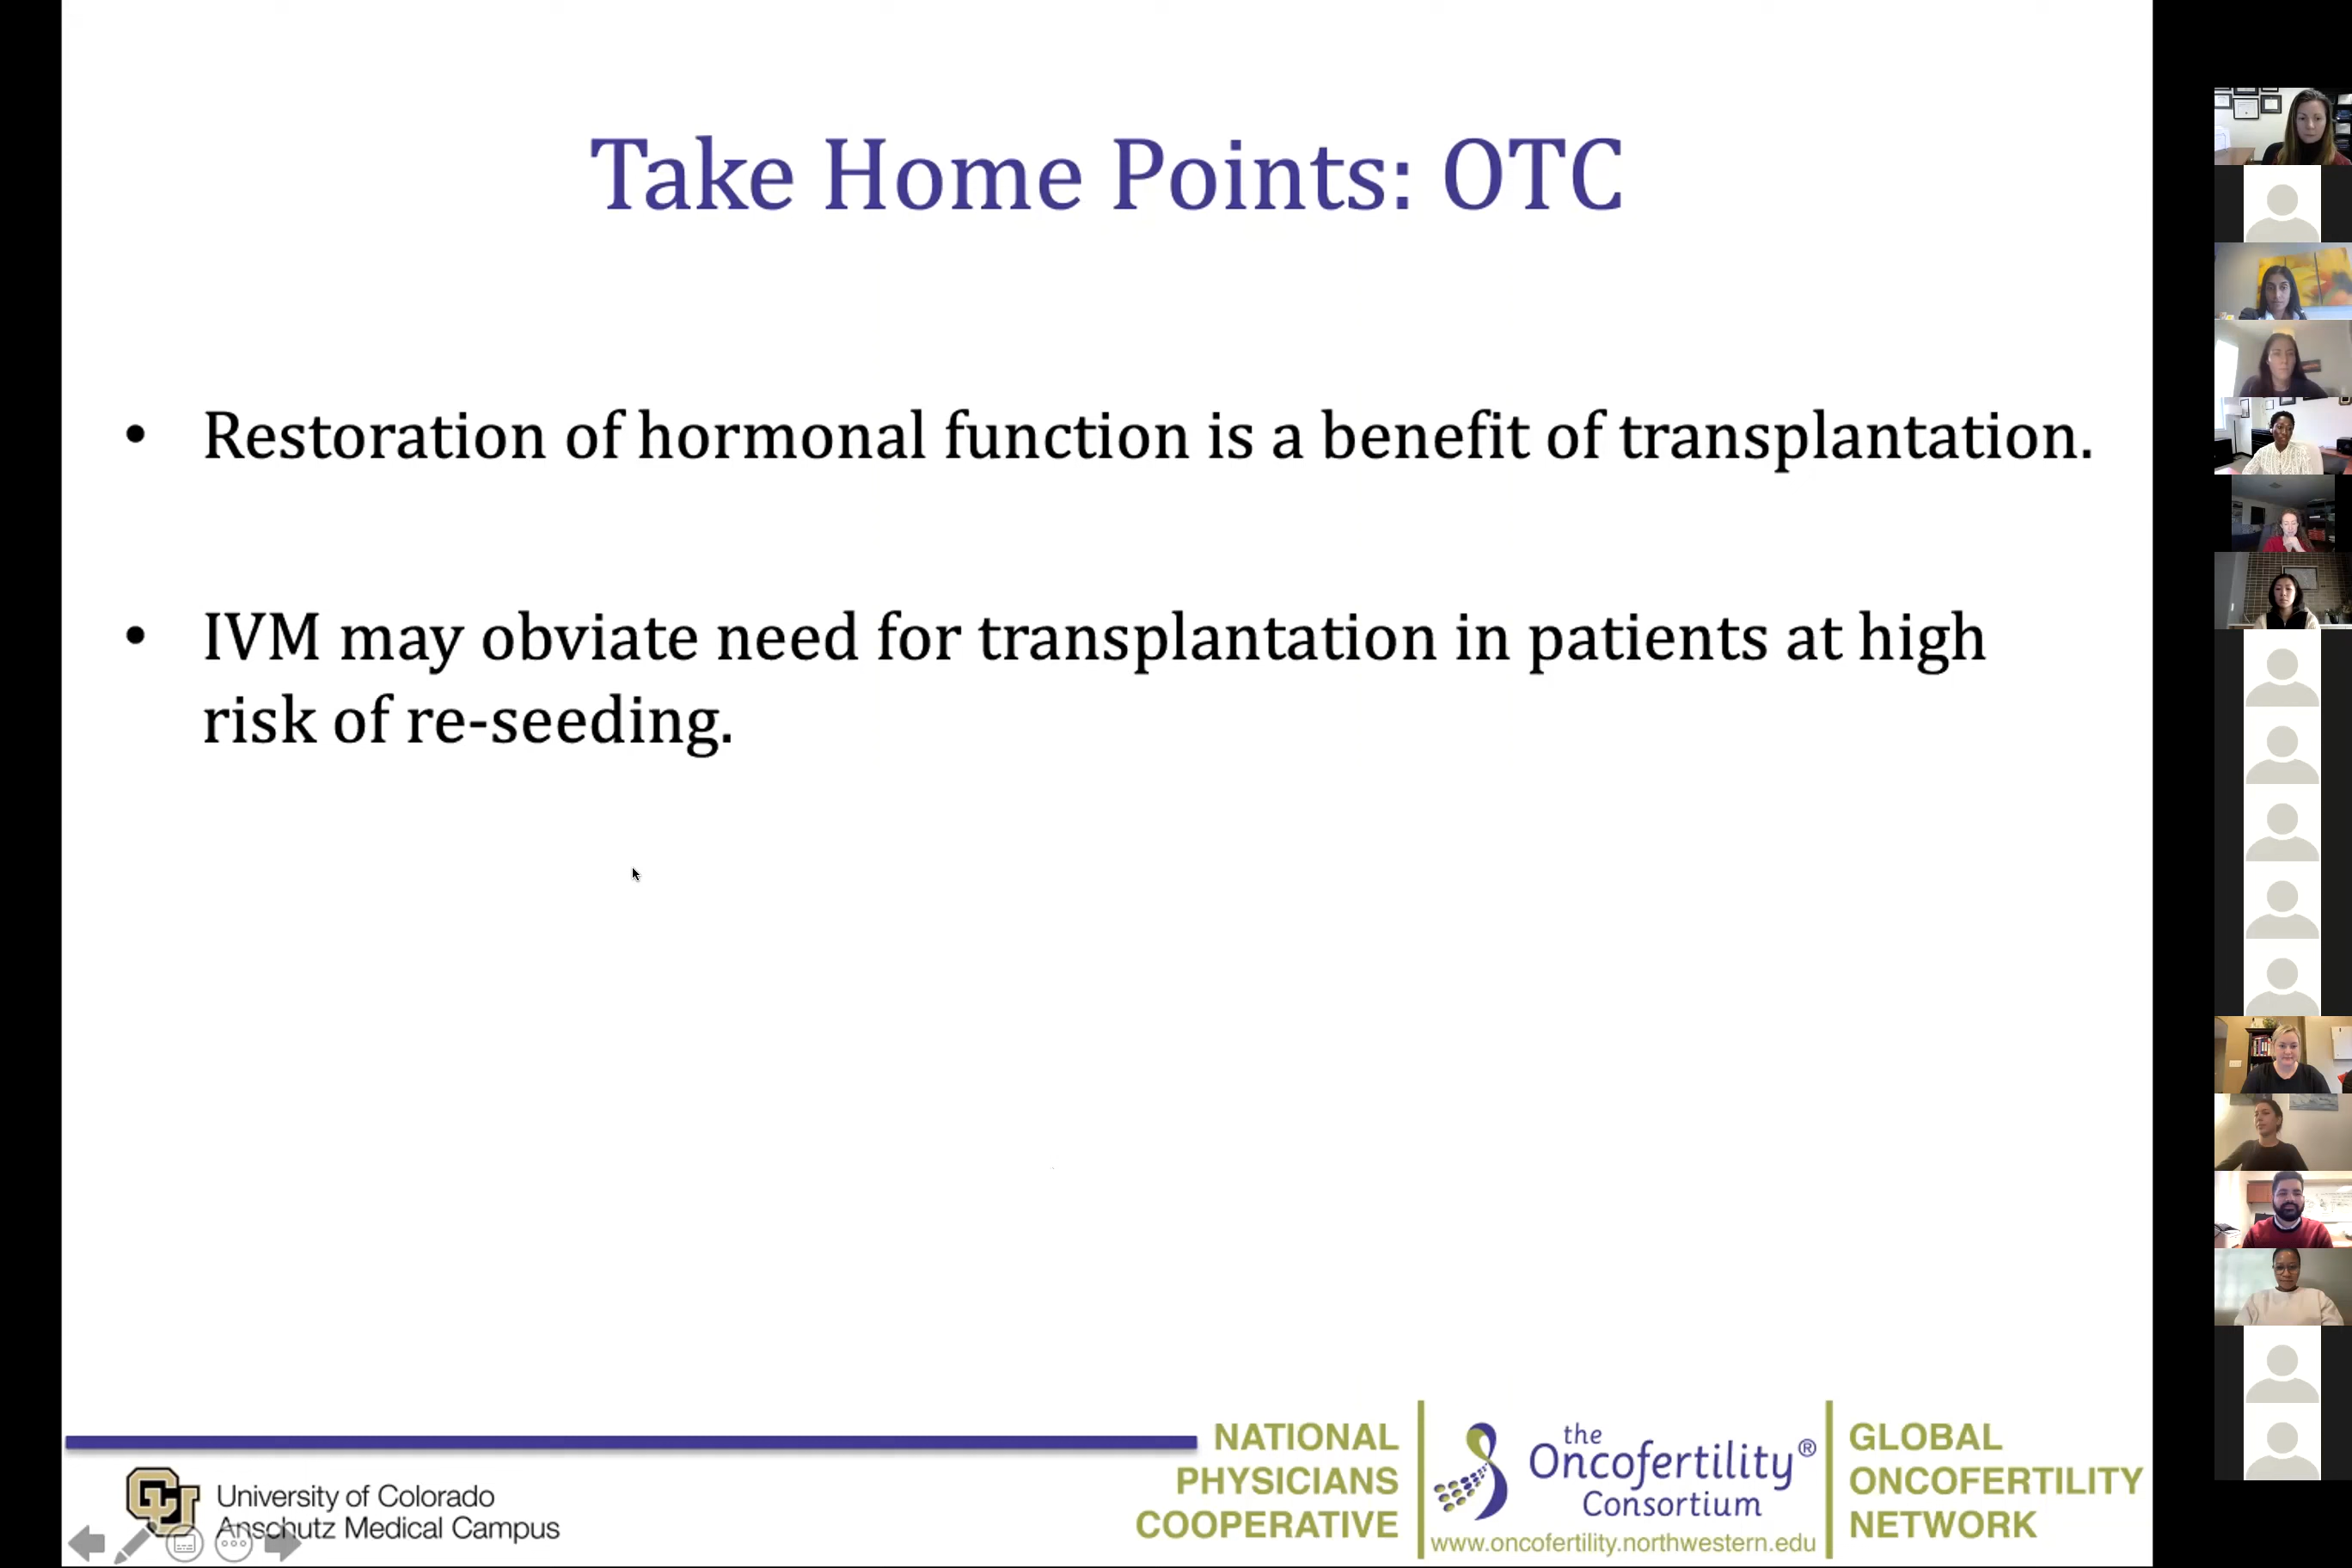 Take Home Points: OTC
• Restoration of hormonal function is a benefit of transplantation.
• IVM may obviate need for transplantation in patients at high
risk of re-seeding.
University of Colorado
Anschutz Medical Campus
NATIONAL
PHYSICIANS
COOPERATIVE
the
Oncofertility®
Consortium
www.oncofertility.northwestern.edu
GLOBAL
ONCOFERTILITY
NETWORK